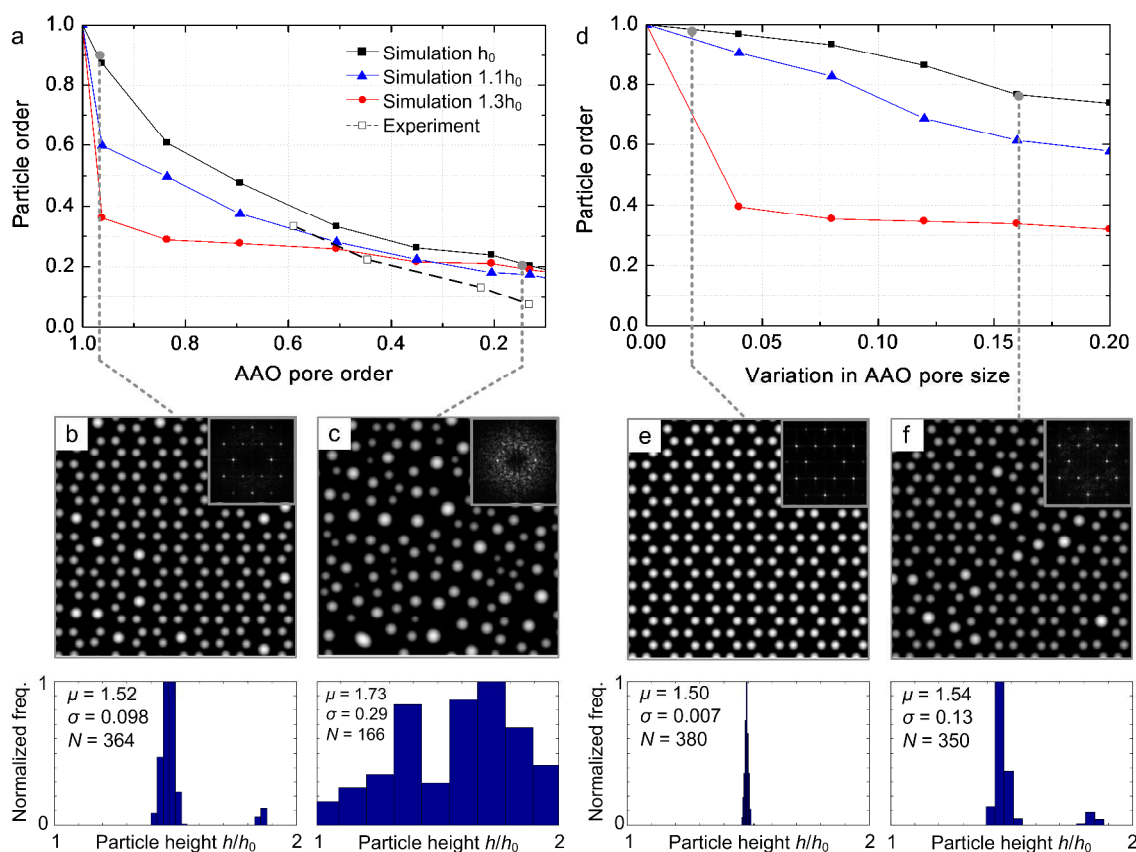 a
Particle order
1.0
0.8
0.6
0.4
0.2
0.0
1.0 0.8 0.6 0.4 0.2
AAO pore order
Simulation h₀
Simulation 1.1h₀
Simulation 1.3h₀
Experiment
d
Particle order
1.0
0.8
0.6
0.4
0.2
0.0
0.00 0.05 0.10 0.15 0.20
Variation in AAO pore size
b
c
e
f
Normalized freq.
1
0
μ = 1.52
σ = 0.098
N = 364
1 Particle height h/h₀ 2
μ = 1.73
σ = 0.29
N = 166
1 Particle height h/h₀ 2
Normalized freq.
1
0
μ = 1.50
σ = 0.007
N = 380
1 Particle height h/h₀ 2
μ = 1.54
σ = 0.13
N = 350
1 Particle height h/h₀ 2